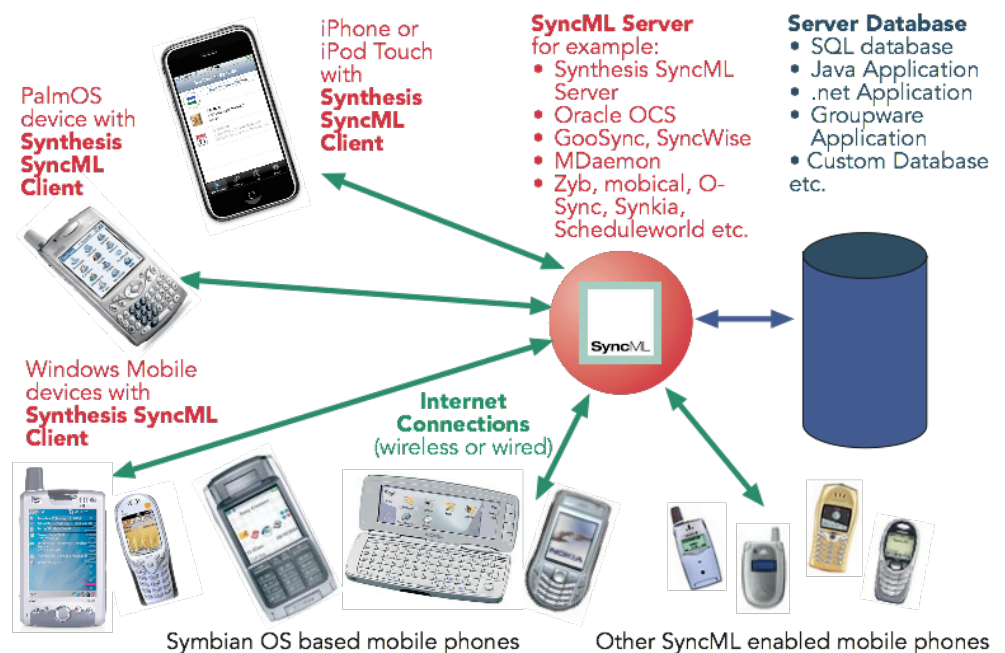 iPhone or
iPod Touch
with
Synthesis
SyncML
Client
SyncML Server
for example:
• Synthesis SyncML
Server
• Oracle OCS
• GooSync, SyncWise
• MDaemon
• Zyb, mobical, O-
Sync, Synkia,
Scheduleworld etc.
Server Database
• SQL database
• Java Application
• .net Application
• Groupware
Application
• Custom Database
etc.
PalmOS
device with
Synthesis
SyncML
Client
SyncML
Windows Mobile
devices with
Synthesis SyncML
Client
Internet
Connections
(wireless or wired)
NOKIA
Symbian OS based mobile phones
Other SyncML enabled mobile phones